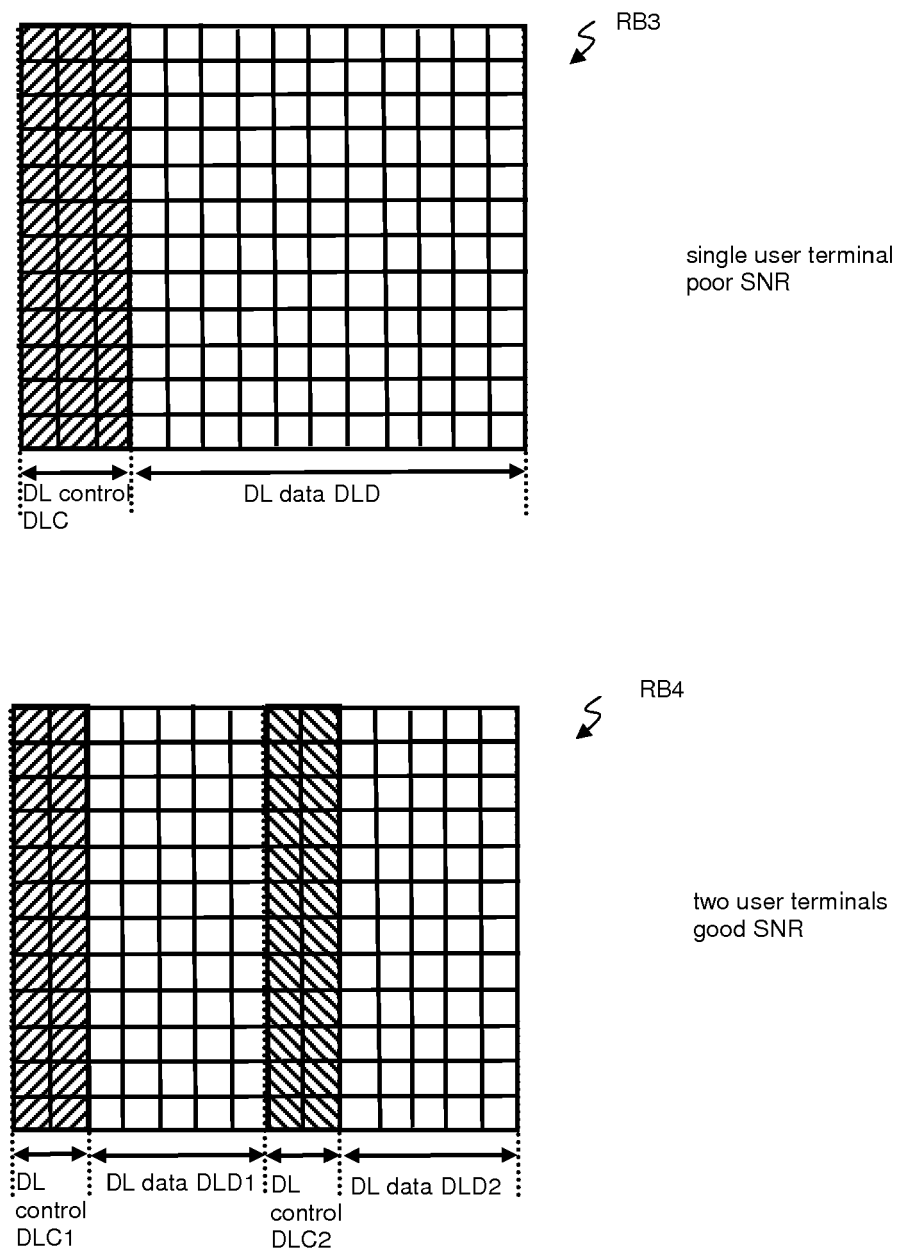 RB3
single user terminal
poor SNR
DL control
DLC
DL data DLD
RB4
two user terminals
good SNR
DL
control
DLC1
DL data DLD1
DL
control
DLC2
DL data DLD2